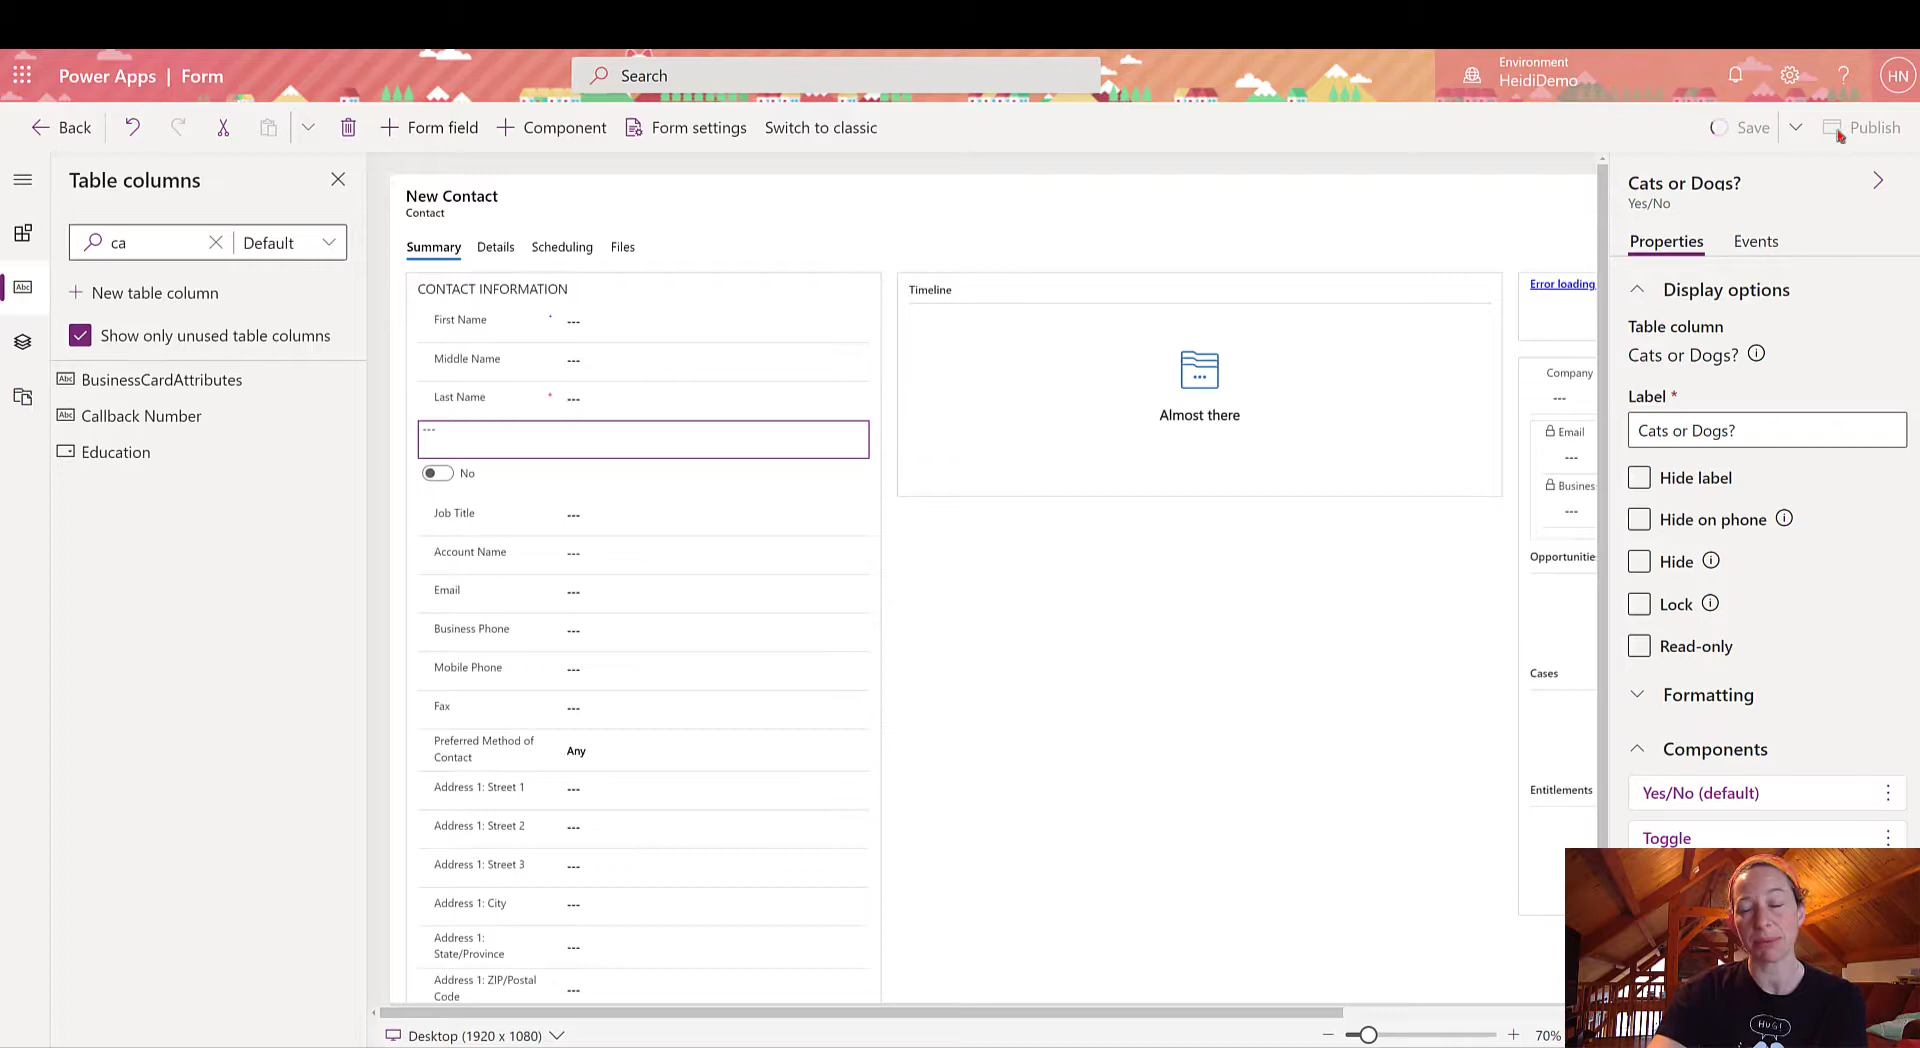 Power Apps | Form
Search
Environment
HeidiDemo
HN
Back
Form field
Component
Form settings
Switch to classic
Save
Publish
Table columns
ca
Default
New table column
Show only unused table columns
BusinessCardAttributes
Callback Number
Education
New Contact
Contact
Summary
Details
Scheduling
Files
CONTACT INFORMATION
First Name
---
Middle Name
---
Last Name * ---
---
No
Job Title
---
Account Name
---
Email
---
Business Phone
---
Mobile Phone
---
Fax
---
Preferred Method of
Contact
Any
Address 1: Street 1
---
Address 1: Street 2
---
Address 1: Street 3
---
Address 1: City
---
Address 1:
State/Province
---
Address 1: ZIP/Postal
Code
---
Timeline
Almost there
Error loading
Company
---
Email
---
Busines
---
Opportunitie
Cases
Entitlements
Desktop (1920 x 1080)
70%
Cats or Dogs?
Yes/No
Properties
Events
Display options
Table column
Cats or Dogs?
Label *
Cats or Dogs?
Hide label
Hide on phone
Hide
Lock
Read-only
Formatting
Components
Yes/No (default)
Toggle
HUG!